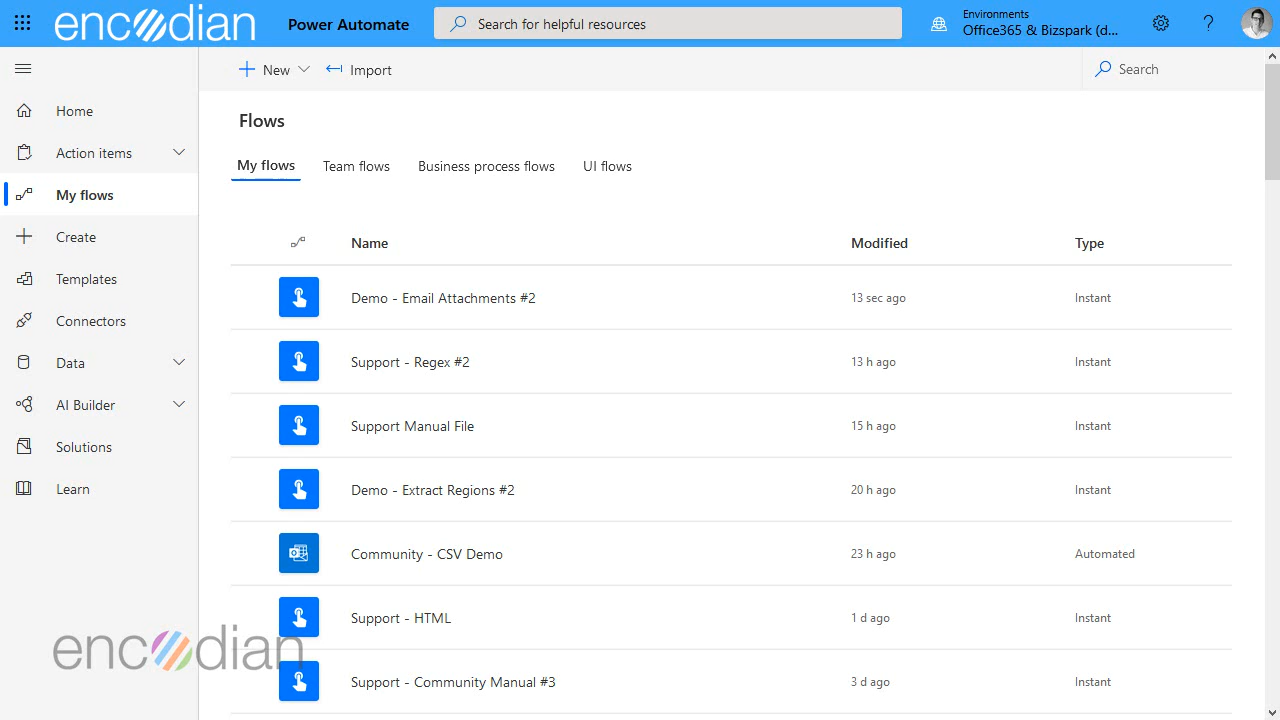 encodian
Power Automate
Search for helpful resources
Environments
Office365 & Bizspark (d...
New
Import
Search
Home
Action items
My flows
Create
Templates
Connectors
Data
AI Builder
Solutions
Learn
Flows
My flows Team flows Business process flows UI flows
Name Modified Type
Demo - Email Attachments #2 13 sec ago Instant
Support - Regex #2 13 h ago Instant
Support Manual File 15 h ago Instant
Demo - Extract Regions #2 20 h ago Instant
Community - CSV Demo 23 h ago Automated
Support - HTML 1 d ago Instant
Support - Community Manual #3 3 d ago Instant
encodian